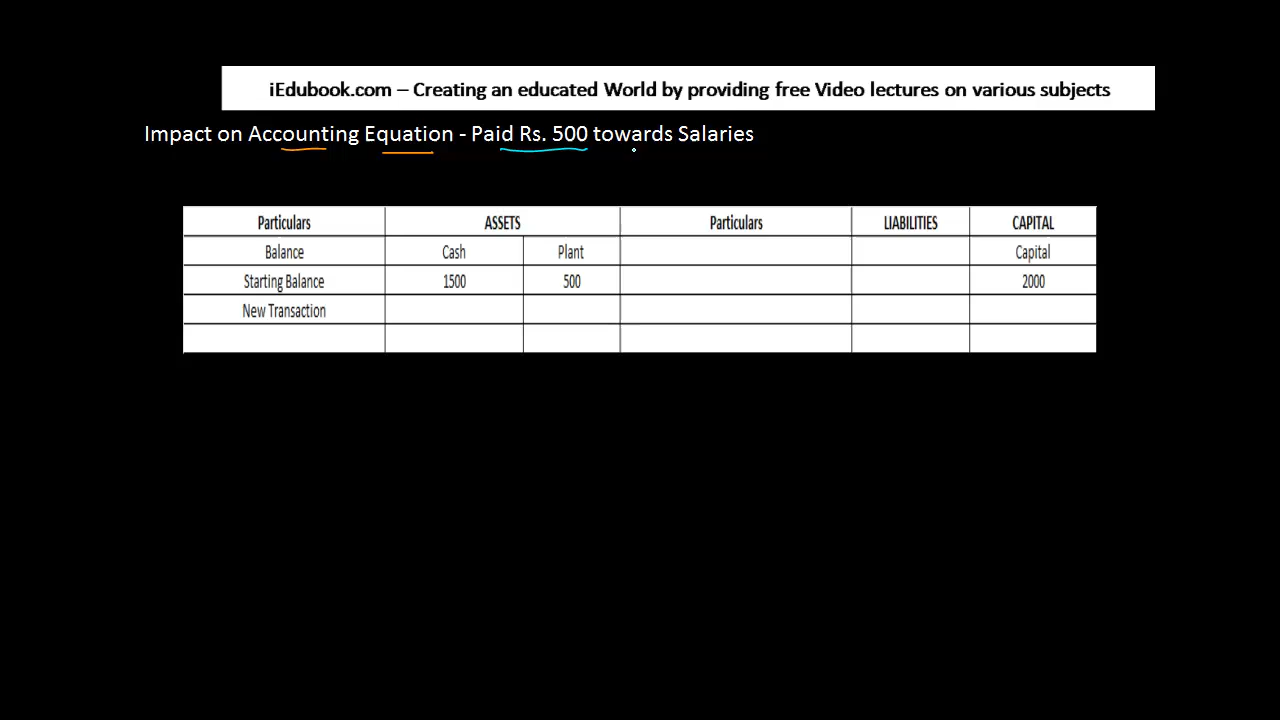 iEdubook.com – Creating an educated World by providing free Video lectures on various subjects
Impact on Accounting Equation - Paid Rs. 500 towards Salaries
Particulars ASSETS Particulars LIABILITIES CAPITAL
Balance Cash Plant Capital
Starting Balance 1500 500 2000
New Transaction